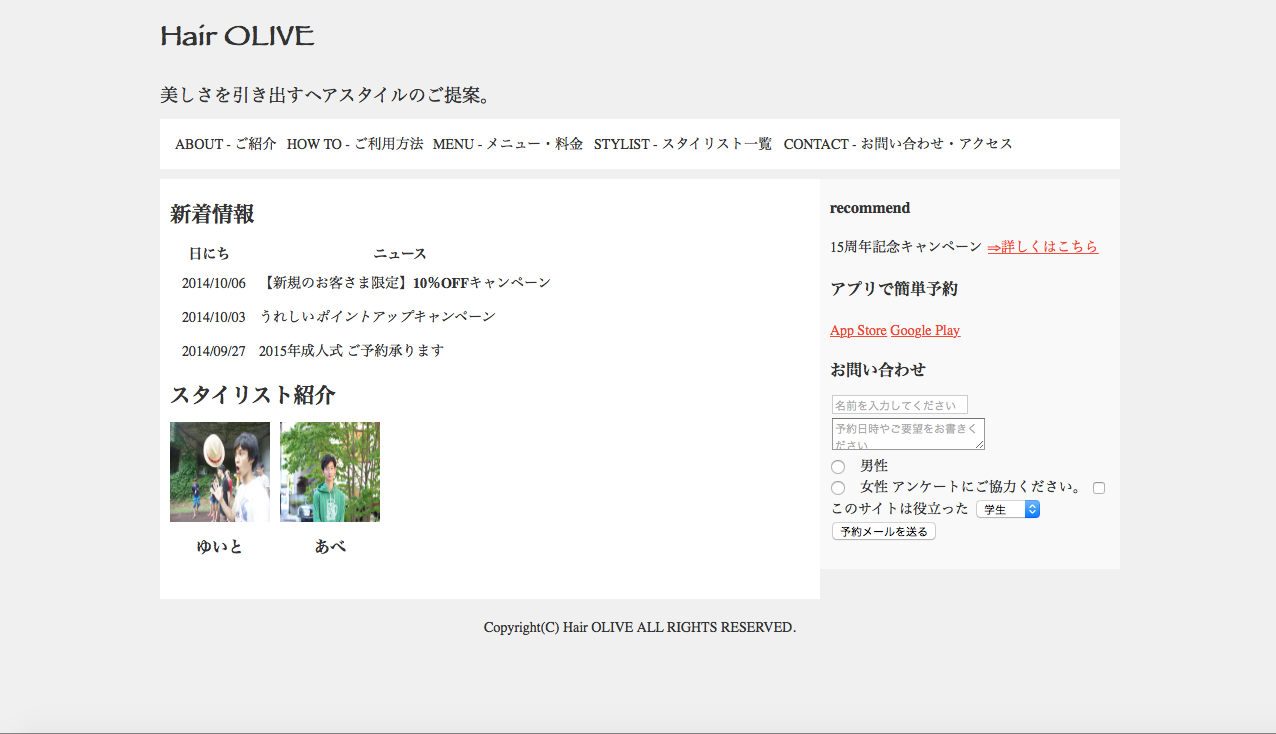 Hair OLIVE
美しさを引き出すヘアスタイルのご提案。
ABOUT - ご紹介 HOW TO - ご利用方法 MENU - メニュー・料金 STYLIST - スタイリスト一覧 CONTACT - お問い合わせ・アクセス
新着情報
日にち ニュース
2014/10/06 【新規のお客さま限定】10%OFFキャンペーン
2014/10/03 うれしいポイントアップキャンペーン
2014/09/27 2015年成人式 ご予約承ります
スタイリスト紹介
ゆいと あべ
recommend
15周年記念キャンペーン ⇒詳しくはこちら
アプリで簡単予約
App Store Google Play
お問い合わせ
名前を入力してください
予約日時やご要望をお書きく
ださい
男性
女性 アンケートにご協力ください。
このサイトは役立った 学生
予約メールを送る
Copyright(C) Hair OLIVE ALL RIGHTS RESERVED.